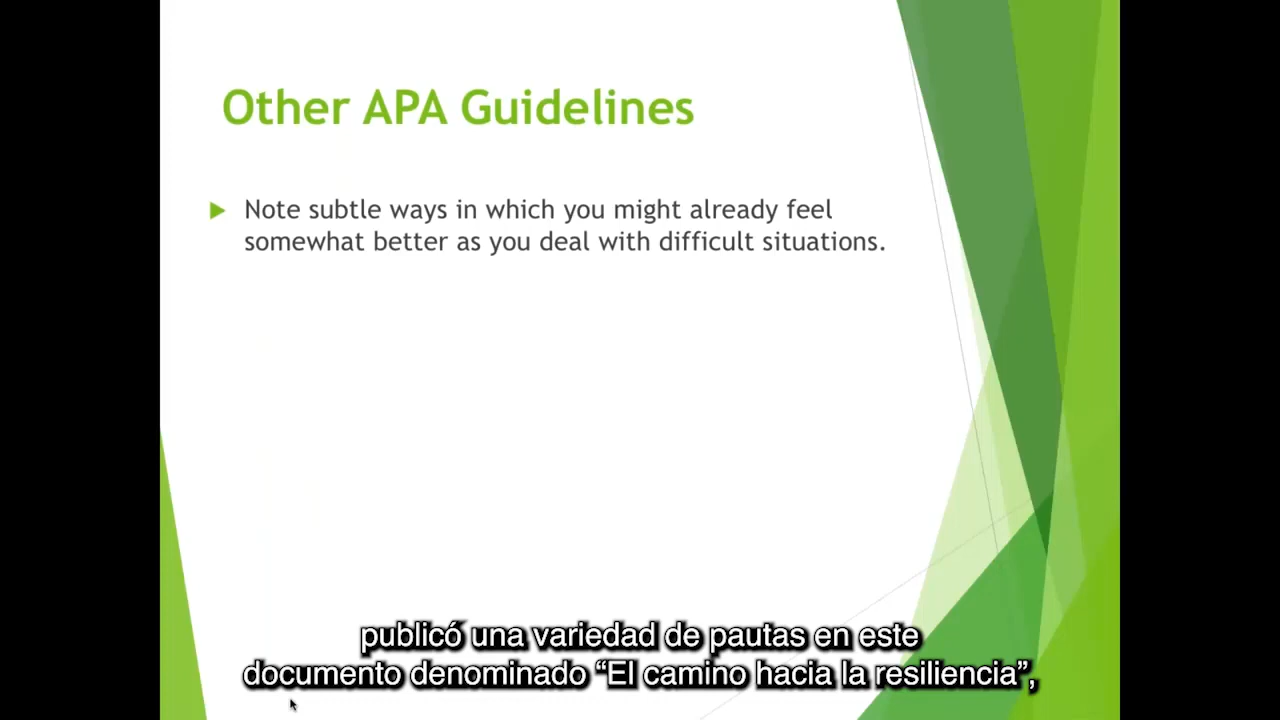 Other APA Guidelines
Note subtle ways in which you might already feel
somewhat better as you deal with difficult situations.
publicó una variedad de pautas en este
documento denominado “El camino hacia la resiliencia”,